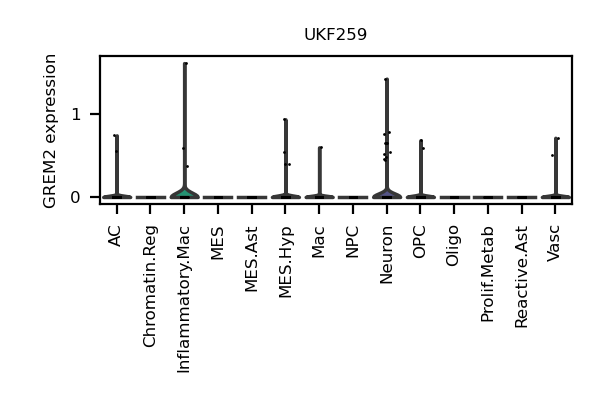 UKF259
GREM2 expression
1
0
AC
Chromatin.Reg
Inflammatory.Mac
MES
MES.Ast
MES.Hyp
Mac
NPC
Neuron
OPC
Oligo
Prolif.Metab
Reactive.Ast
Vasc